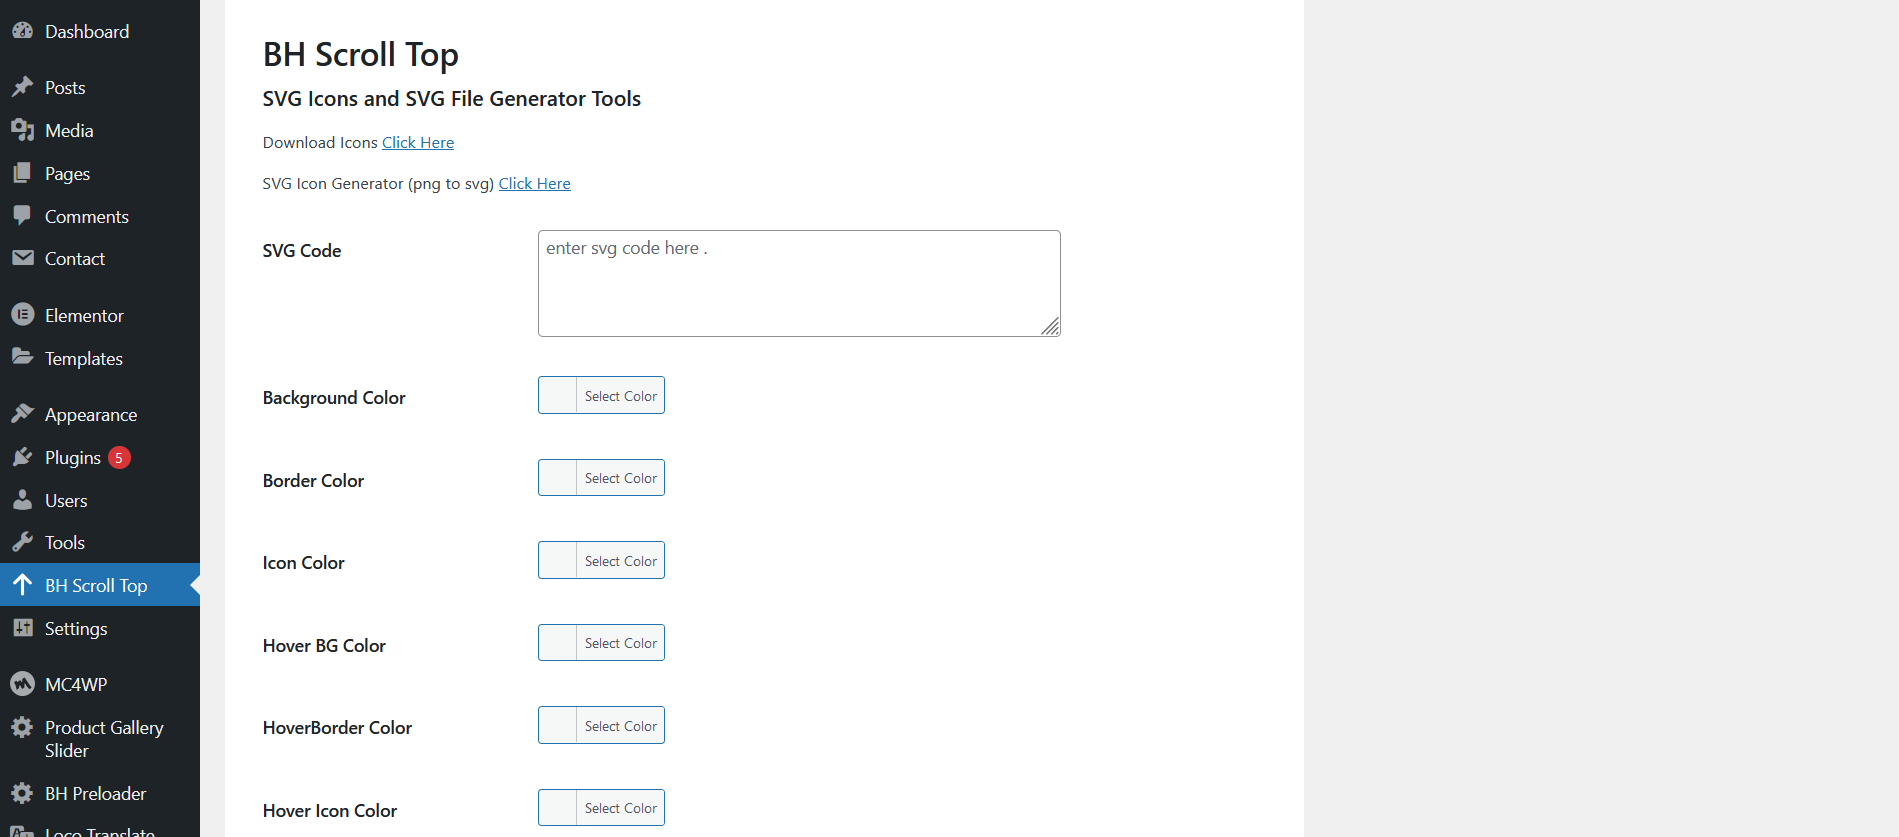 Dashboard
Posts
Media
Pages
Comments
Contact
Elementor
Templates
Appearance
Plugins 5
Users
Tools
BH Scroll Top
Settings
MC4WP
Product Gallery
Slider
BH Preloader
Loco Translate
BH Scroll Top
SVG Icons and SVG File Generator Tools
Download Icons Click Here
SVG Icon Generator (png to svg) Click Here
SVG Code
enter svg code here .
Background Color
Select Color
Border Color
Select Color
Icon Color
Select Color
Hover BG Color
Select Color
HoverBorder Color
Select Color
Hover Icon Color
Select Color